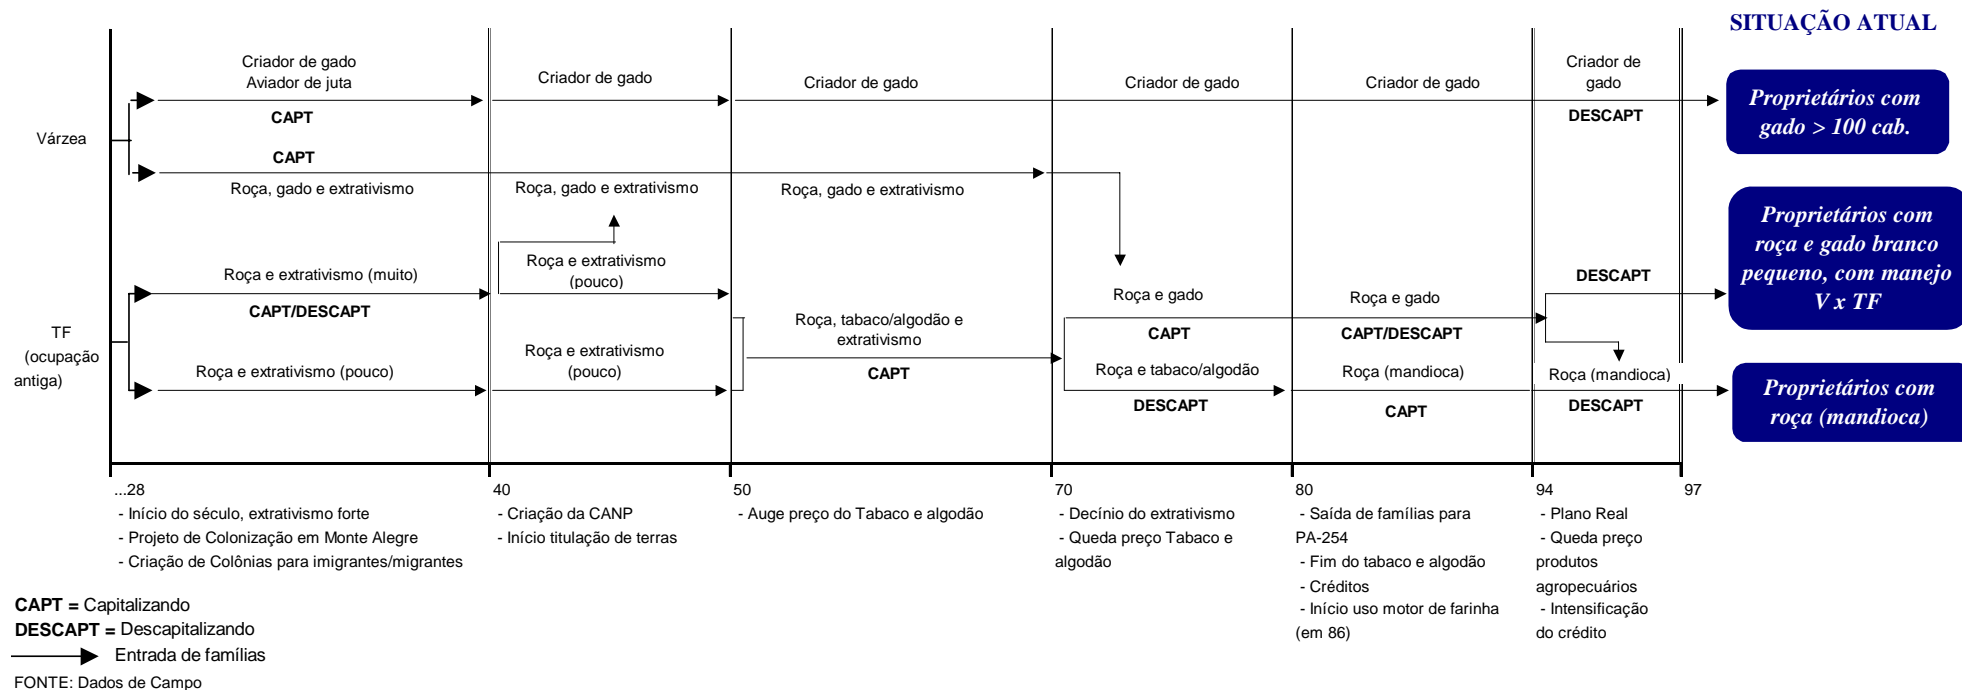 SITUAÇÃO ATUAL
Criador de gado
Aviador de juta
CAPT
Criador de gado
Criador de gado
Criador de gado
Criador de gado
Criador de
gado
DESCAPT
Proprietários com
gado > 100 cab.
Várzea
CAPT
Roça, gado e extrativismo
Roça, gado e extrativismo
Roça, gado e extrativismo
Proprietários com
roça e gado branco
pequeno, com manejo
V x TF
Roça e extrativismo (muito)
CAPT/DESCAPT
Roça e extrativismo
(pouco)
Roça e gado
CAPT
Roça e gado
CAPT/DESCAPT
DESCAPT
TF
(ocupação
antiga)
Roça, tabaco/algodão e
extrativismo
CAPT
Roça e extrativismo (pouco)
Roça e extrativismo
(pouco)
Roça e tabaco/algodão
DESCAPT
Roça (mandioca)
CAPT
Roça (mandioca)
DESCAPT
Proprietários com
roça (mandioca)
...28
- Início do século, extrativismo forte
- Projeto de Colonização em Monte Alegre
- Criação de Colônias para imigrantes/migrantes
40
- Criação da CANP
- Início titulação de terras
50
- Auge preço do Tabaco e algodão
70
- Decínio do extrativismo
- Queda preço Tabaco e
algodão
80
- Saída de famílias para
PA-254
- Fim do tabaco e algodão
- Créditos
- Início uso motor de farinha
(em 86)
94
- Plano Real
- Queda preço
produtos
agropecuários
- Intensificação
do crédito
97
CAPT = Capitalizando
DESCAPT = Descapitalizando
Entrada de famílias
FONTE: Dados de Campo